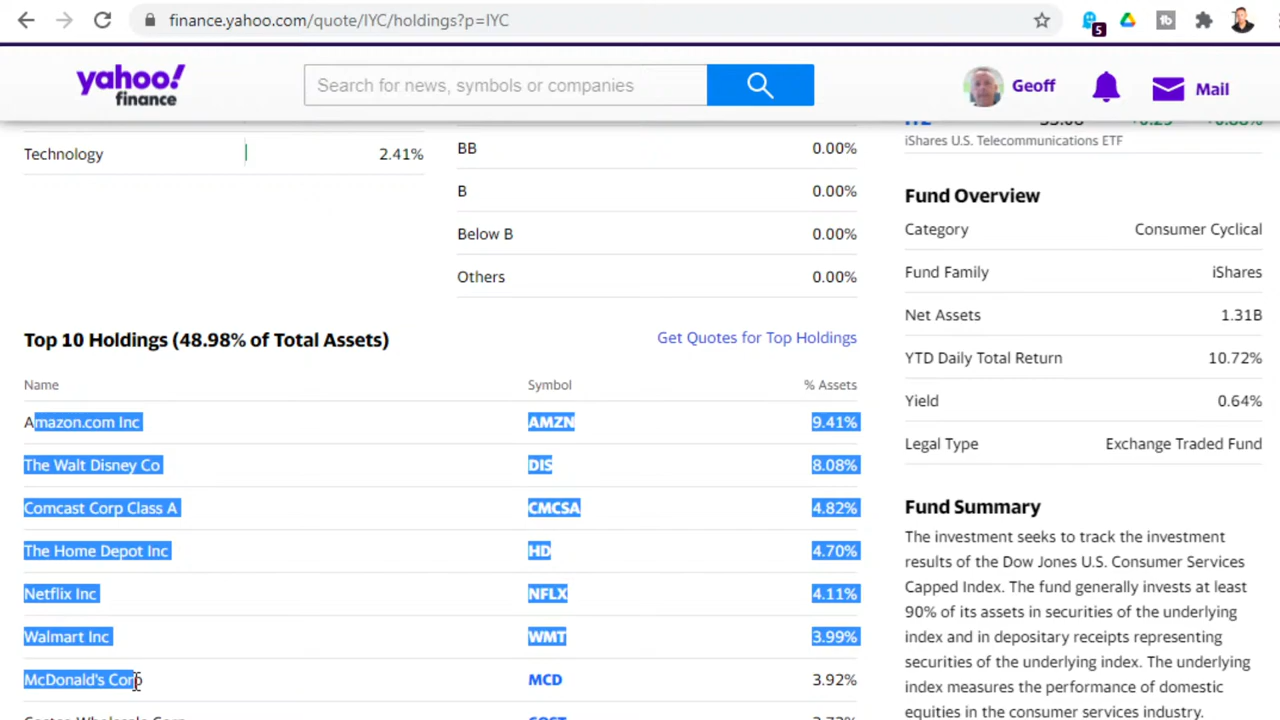 finance.yahoo.com/quote/IYC/holdings?p=IYC
5
yahoo!
finance
Search for news, symbols or companies
Geoff
Mail
Technology 2.41%
BB 0.00%
B 0.00%
Below B 0.00%
Others 0.00%
Top 10 Holdings (48.98% of Total Assets)
Get Quotes for Top Holdings
Name Symbol % Assets
Amazon.com Inc AMZN 9.41%
The Walt Disney Co DIS 8.08%
Comcast Corp Class A CMCSA 4.82%
The Home Depot Inc HD 4.70%
Netflix Inc NFLX 4.11%
Walmart Inc WMT 3.99%
McDonald's Corp MCD 3.92%
iShares U.S. Telecommunications ETF
Fund Overview
Category Consumer Cyclical
Fund Family iShares
Net Assets 1.31B
YTD Daily Total Return 10.72%
Yield 0.64%
Legal Type Exchange Traded Fund
Fund Summary
The investment seeks to track the investment
results of the Dow Jones U.S. Consumer Services
Capped Index. The fund generally invests at least
90% of its assets in securities of the underlying
index and in depositary receipts representing
securities of the underlying index. The underlying
index measures the performance of domestic
equities in the consumer services industry.